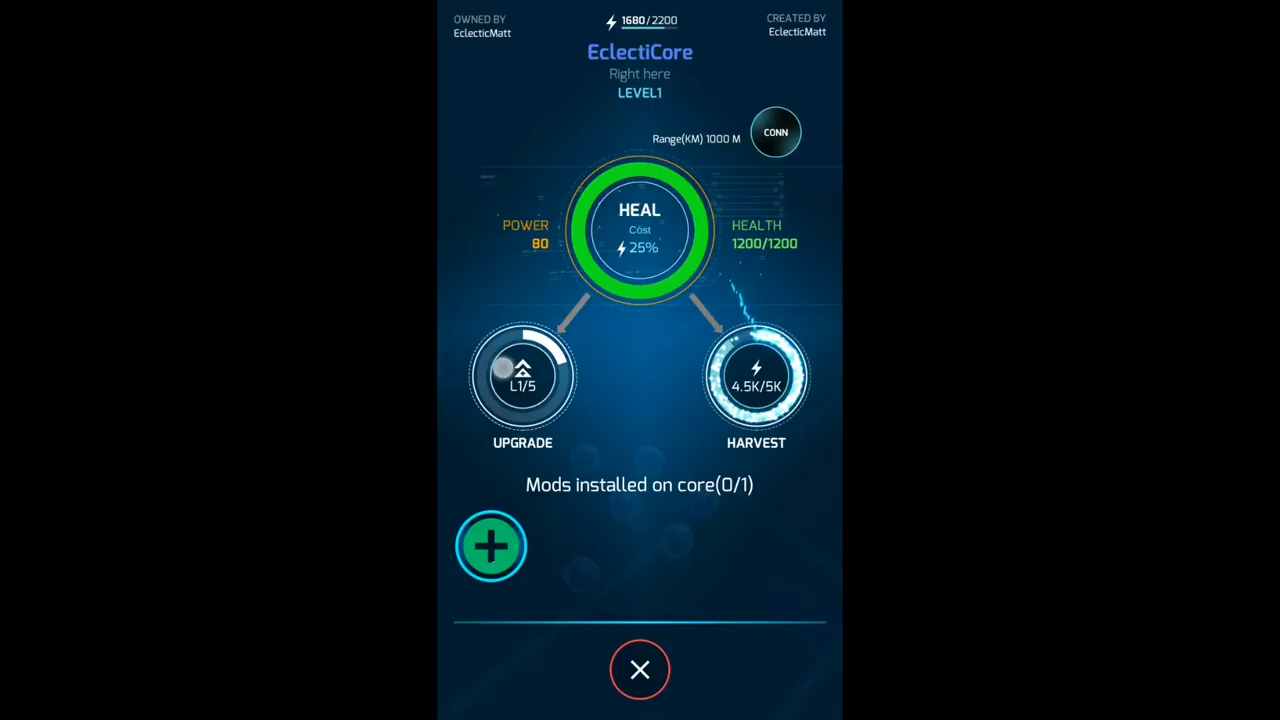 OWNED BY
EclecticMatt
1680/2200
CREATED BY
EclecticMatt
EclectiCore
Right here
LEVEL1
Range(KM) 1000 M
CONN
HEAL
Cóst
25%
POWER
80
HEALTH
1200/1200
L1/5
UPGRADE
4.5K/5K
HARVEST
Mods installed on core(0/1)